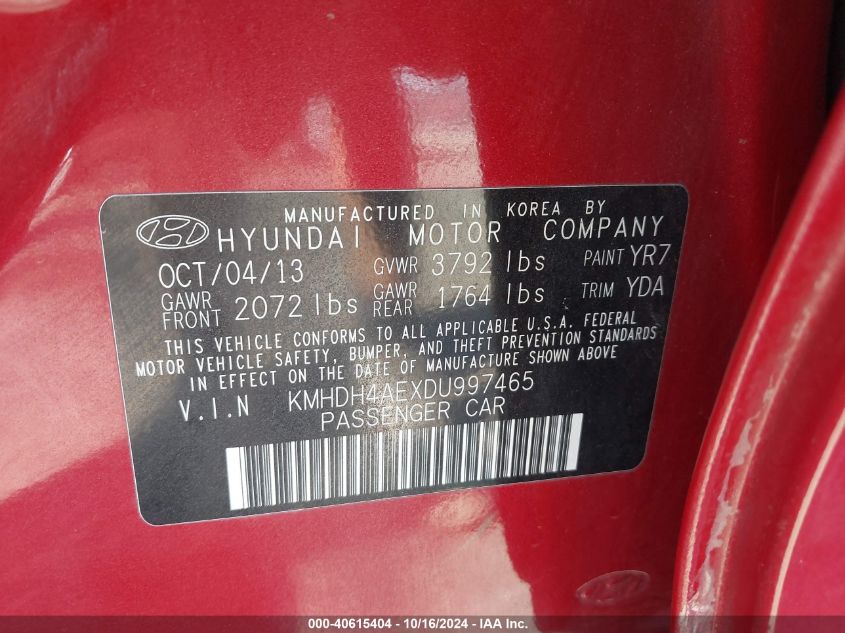 MANUFACTURED IN KOREA BY
HYUNDAI MOTOR COMPANY
OCT/04/13 GVWR 3792 lbs PAINT YR7
GAWR FRONT 2072 lbs GAWR REAR 1764 lbs TRIM YDA
THIS VEHICLE CONFORMS TO ALL APPLICABLE U.S.A. FEDERAL
MOTOR VEHICLE SAFETY, BUMPER, AND THEFT PREVENTION STANDARDS
IN EFFECT ON THE DATE OF MANUFACTURE SHOWN ABOVE
V.I.N KMHDH4AEXDU997465
PASSENGER CAR
000-40615404 - 10/16/2024 - IAA Inc.